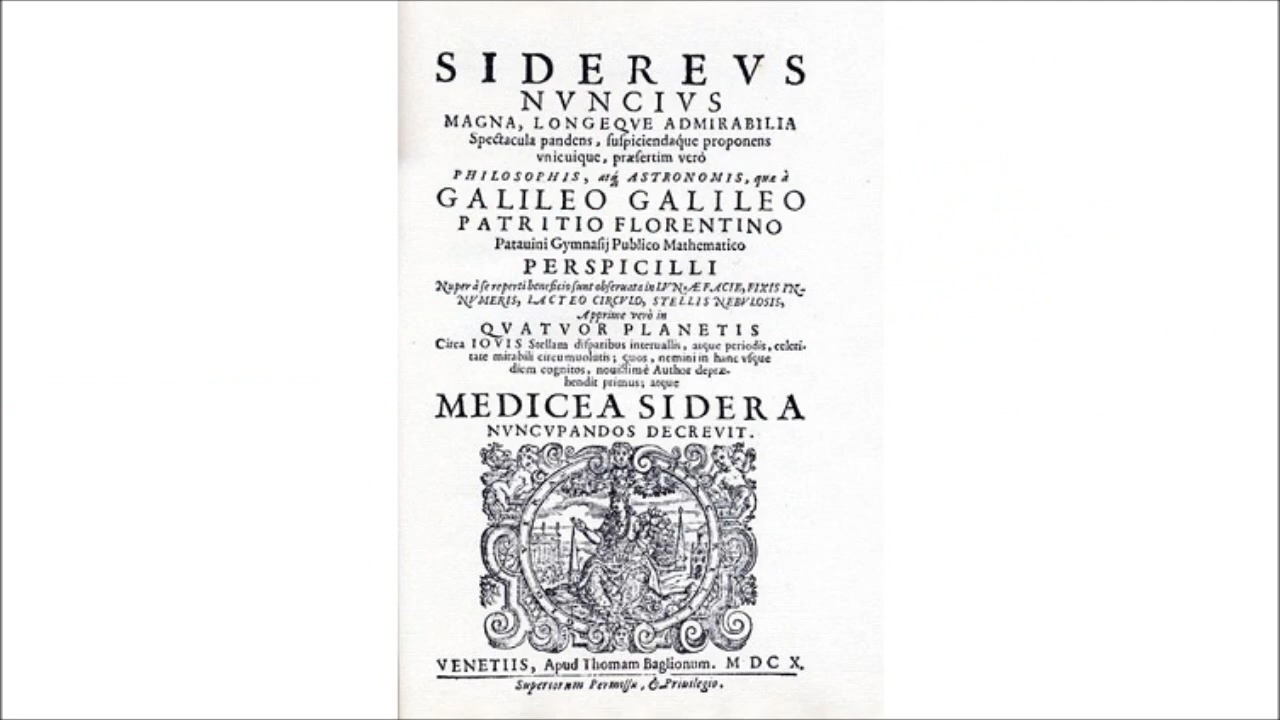 SIDEREVS
NVNCIVS
MAGNA, LONGEQVE ADMIRABILIA
Spectacula pandens, ſuſpiciendaq́ue proponens
vnicuique, præſertim verò
PHILOSOPHIS, atq́ ASTRONOMIS, quæ à
GALILEO GALILEO
PATRITIO FLORENTINO
Patauini Gymnaſij Publico Mathematico
PERSPICILLI
Nuper à ſe reperti beneficio ſunt obſeruata in LVNÆ FACIE, FIXIS IN-
NVMERIS, LACTEO CIRCVLO, STELLIS NEBVLOSIS,
Apprime verò in
QVATVOR PLANETIS
Circa IOVIS Stellam diſparibus interuallis, atque periodis, celeri-
tate mirabili circumuolutis; quos, nemini in hanc vſque
diem cognitos, nouiſſimè Author depræ-
hendit primus; atque
MEDICEA SIDERA
NVNCVPANDOS DECREVIT.
VENETIIS, Apud Thomam Baglionum. M DC X.
Superiorum Permiſſu, & Priuilegio.